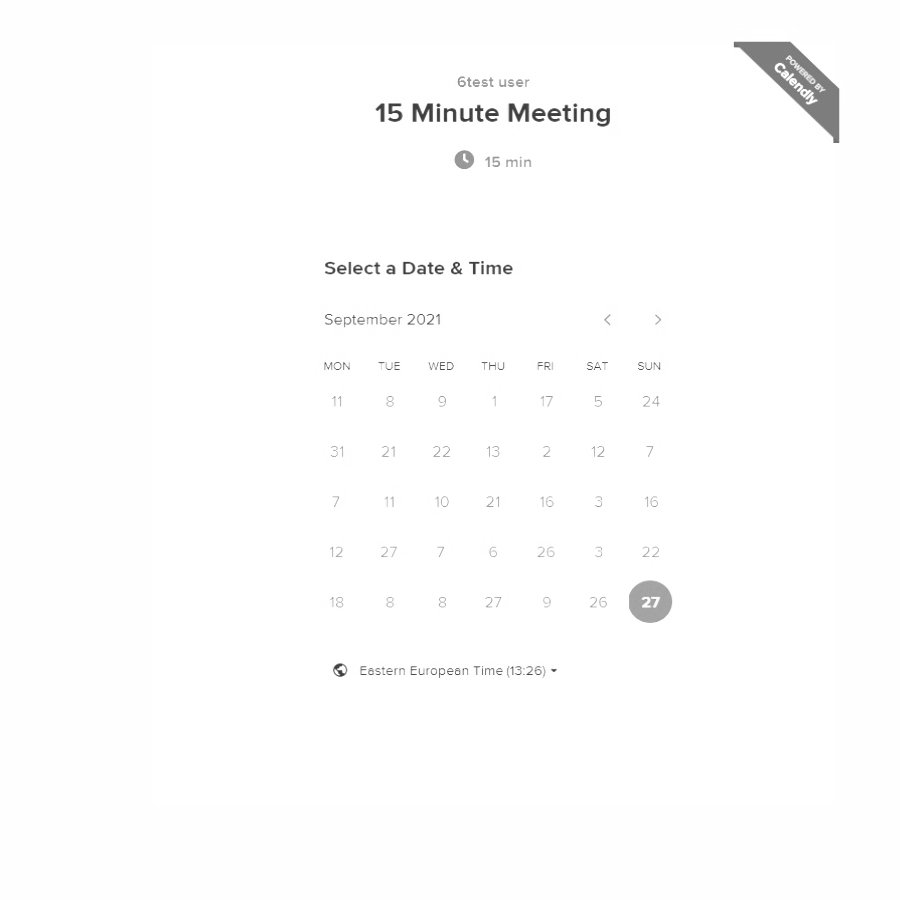 POWERED BY
Calendly
6test user
15 Minute Meeting
15 min
Select a Date & Time
September 2021
MON TUE WED THU FRI SAT SUN
11 8 9 1 17 5 24
31 21 22 13 2 12 7
7 11 10 21 16 3 16
12 27 7 6 26 3 22
18 8 8 27 9 26 27
Eastern European Time (13:26)